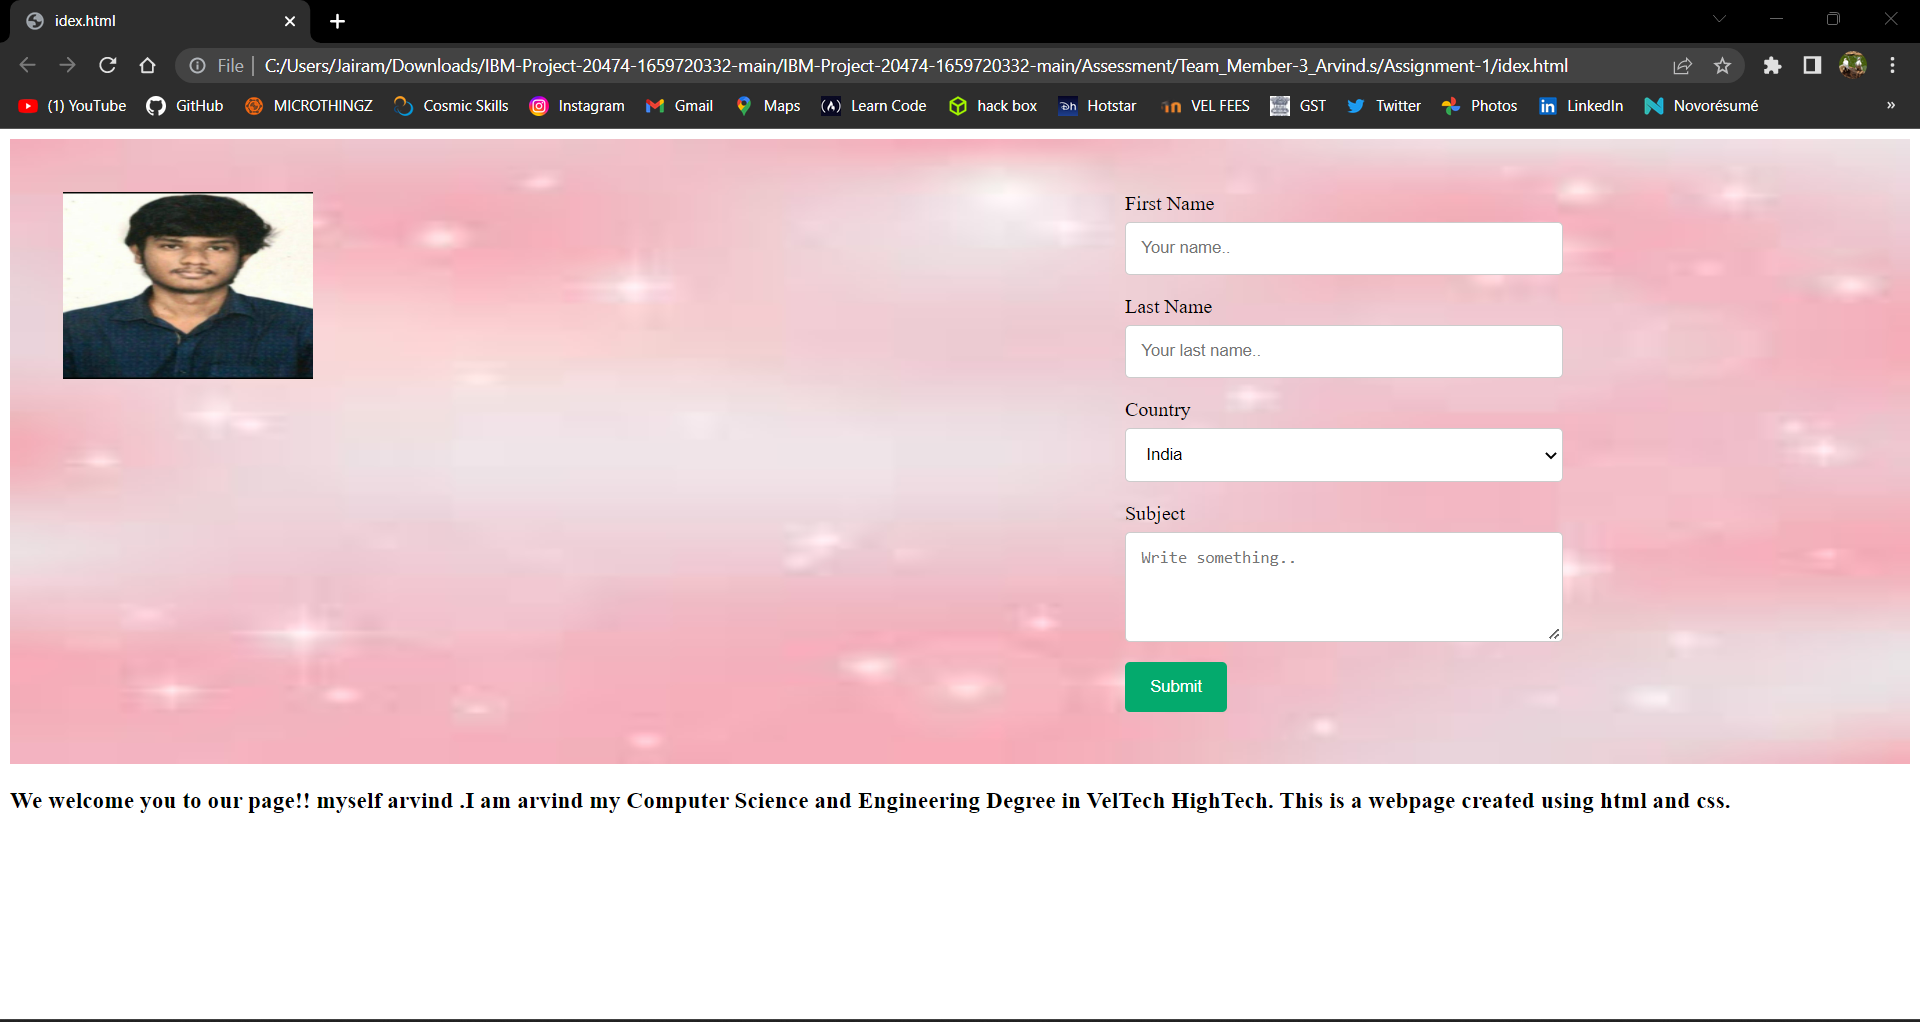 idex.html
File | C:/Users/Jairam/Downloads/IBM-Project-20474-1659720332-main/IBM-Project-20474-1659720332-main/Assessment/Team_Member-3_Arvind.s/Assignment-1/idex.html
(1) YouTube GitHub MICROTHINGZ Cosmic Skills Instagram Gmail Maps (A) Learn Code hack box Dh Hotstar VEL FEES GST Twitter Photos in LinkedIn Novorésumé »
First Name
Your name..
Last Name
Your last name..
Country
India
Subject
Write something..
Submit
We welcome you to our page!! myself arvind .I am arvind my Computer Science and Engineering Degree in VelTech HighTech. This is a webpage created using html and css.